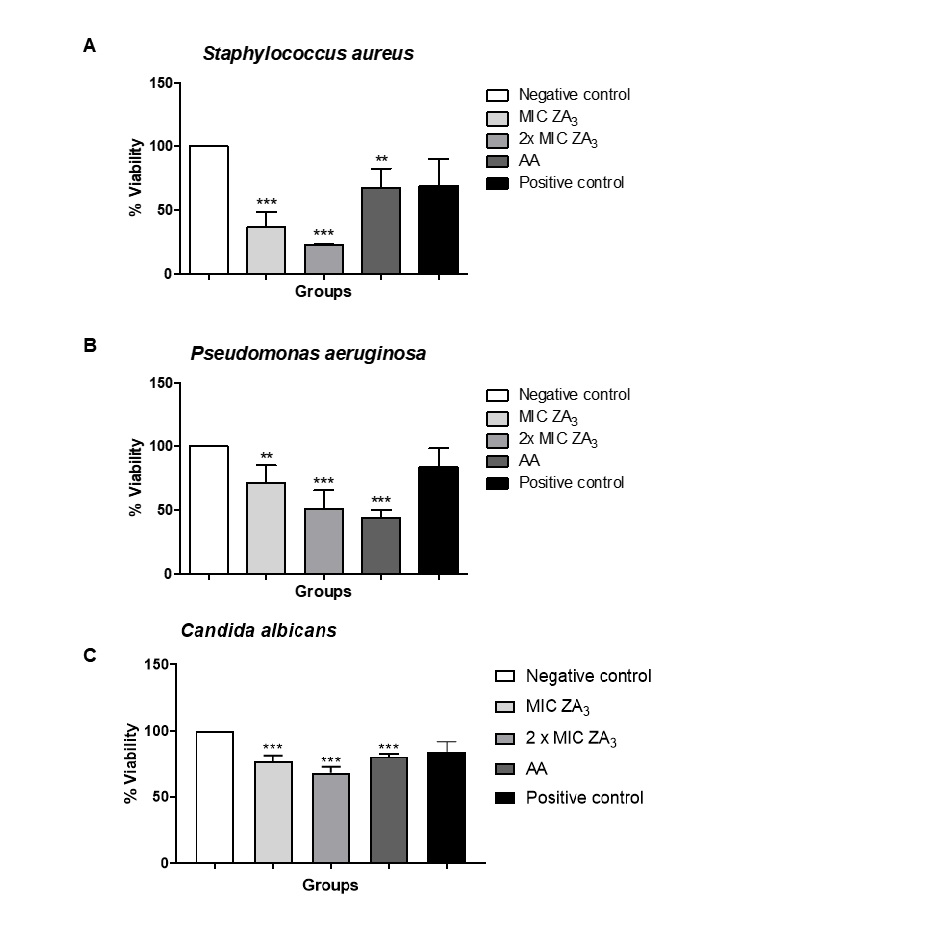 A
Staphylococcus aureus
150
100
50
0
% Viability
***
***
**
Groups
Negative control
MIC ZA3
2x MIC ZA3
AA
Positive control
B
Pseudomonas aeruginosa
150
100
50
0
% Viability
**
***
***
Groups
Negative control
MIC ZA3
2x MIC ZA3
AA
Positive control
Candida albicans
C
150
100
50
0
% Viability
***
***
***
Groups
Negative control
MIC ZA3
2 x MIC ZA3
AA
Positive control